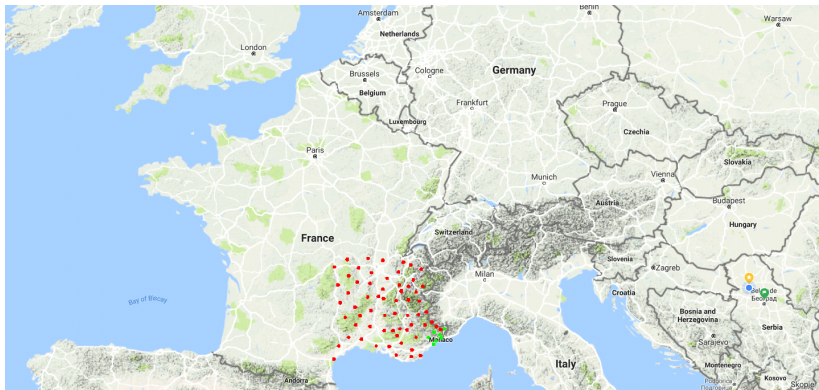 Amsterdam
Berlin
Warsaw
Netherlands
London
Brussels
Cologne
Germany
Belgium
Frankfurt
Prague
Luxembourg
Czechia
Paris
Slovakia
Munich
Vienna
Budapest
Austria
Hungary
Switzerland
France
Slovenia
Zagreb
Milan
Croatia
Београд
Bay of Biscay
Bosnia and
Herzegovina
Serbia
Monaco
Sarajevo
Italy
Montenegro
Andorra
Kosovo
Skopje